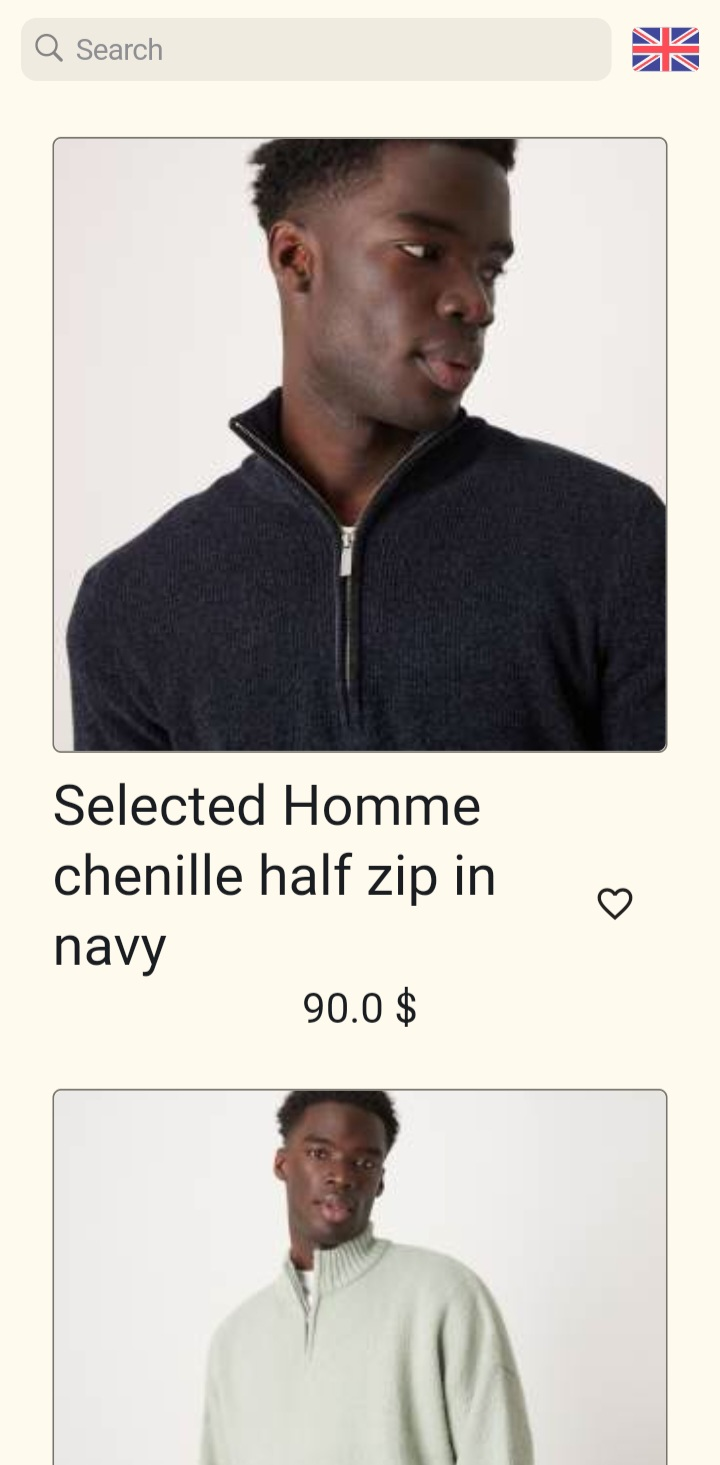 Search
Selected Homme
chenille half zip in
navy
90.0 $